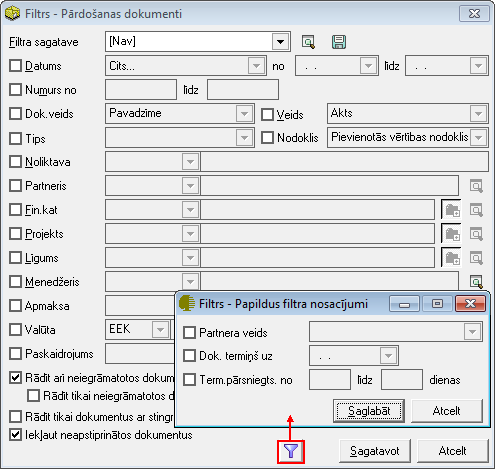 Filtrs - Pārdošanas dokumenti
Filtra sagatave [Nav]
Datums Cits... no . . līdz . .
Numurs no līdz
Dok.veids Pavadzīme Veids Akts
Tips Nodoklis Pievienotās vērtības nodoklis
Noliktava
Partneris
Fin.kat
Projekts
Līgums
Menedžeris
Apmaksa
Valūta EEK
Paskaidrojums
Rādīt arī neiegrāmatotos
Rādīt tikai neiegrāmatotos
Rādīt tikai dokumentus ar
Iekļaut neapstiprinātos dokumentus
Filtrs - Papildus filtra nosacījumi
Partnera veids
Dok. termiņš uz . .
Term.pārsniegts. no līdz dienas
Saglabāt Atcelt
Sagatavot Atcelt